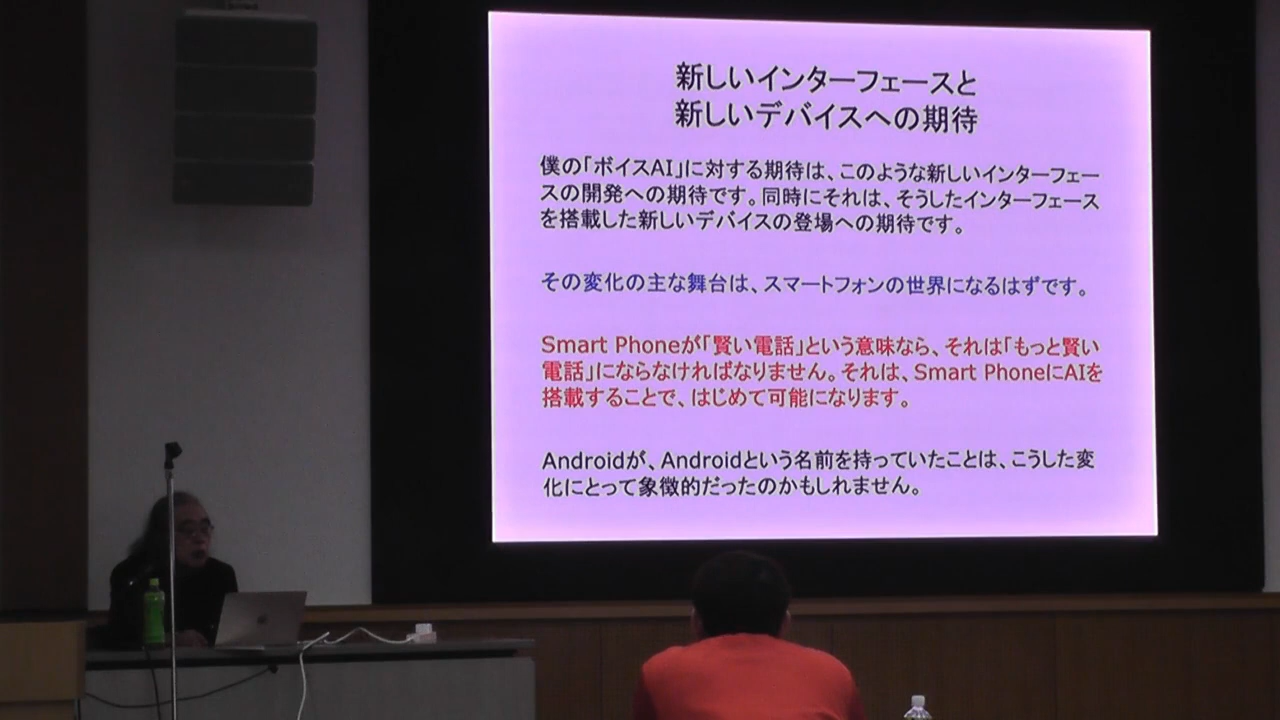 新しいインターフェースと
新しいデバイスへの期待
僕の「ボイスAI」に対する期待は、このような新しいインターフェー
スの開発への期待です。同時にそれは、そうしたインターフェース
を搭載した新しいデバイスの登場への期待です。
その変化の主な舞台は、スマートフォンの世界になるはずです。
Smart Phoneが「賢い電話」という意味なら、それは「もっと賢い
電話」にならなければなりません。それは、Smart PhoneにAIを
搭載することで、はじめて可能になります。
Androidが、Androidという名前を持っていたことは、こうした変
化にとって象徴的だったのかもしれません。